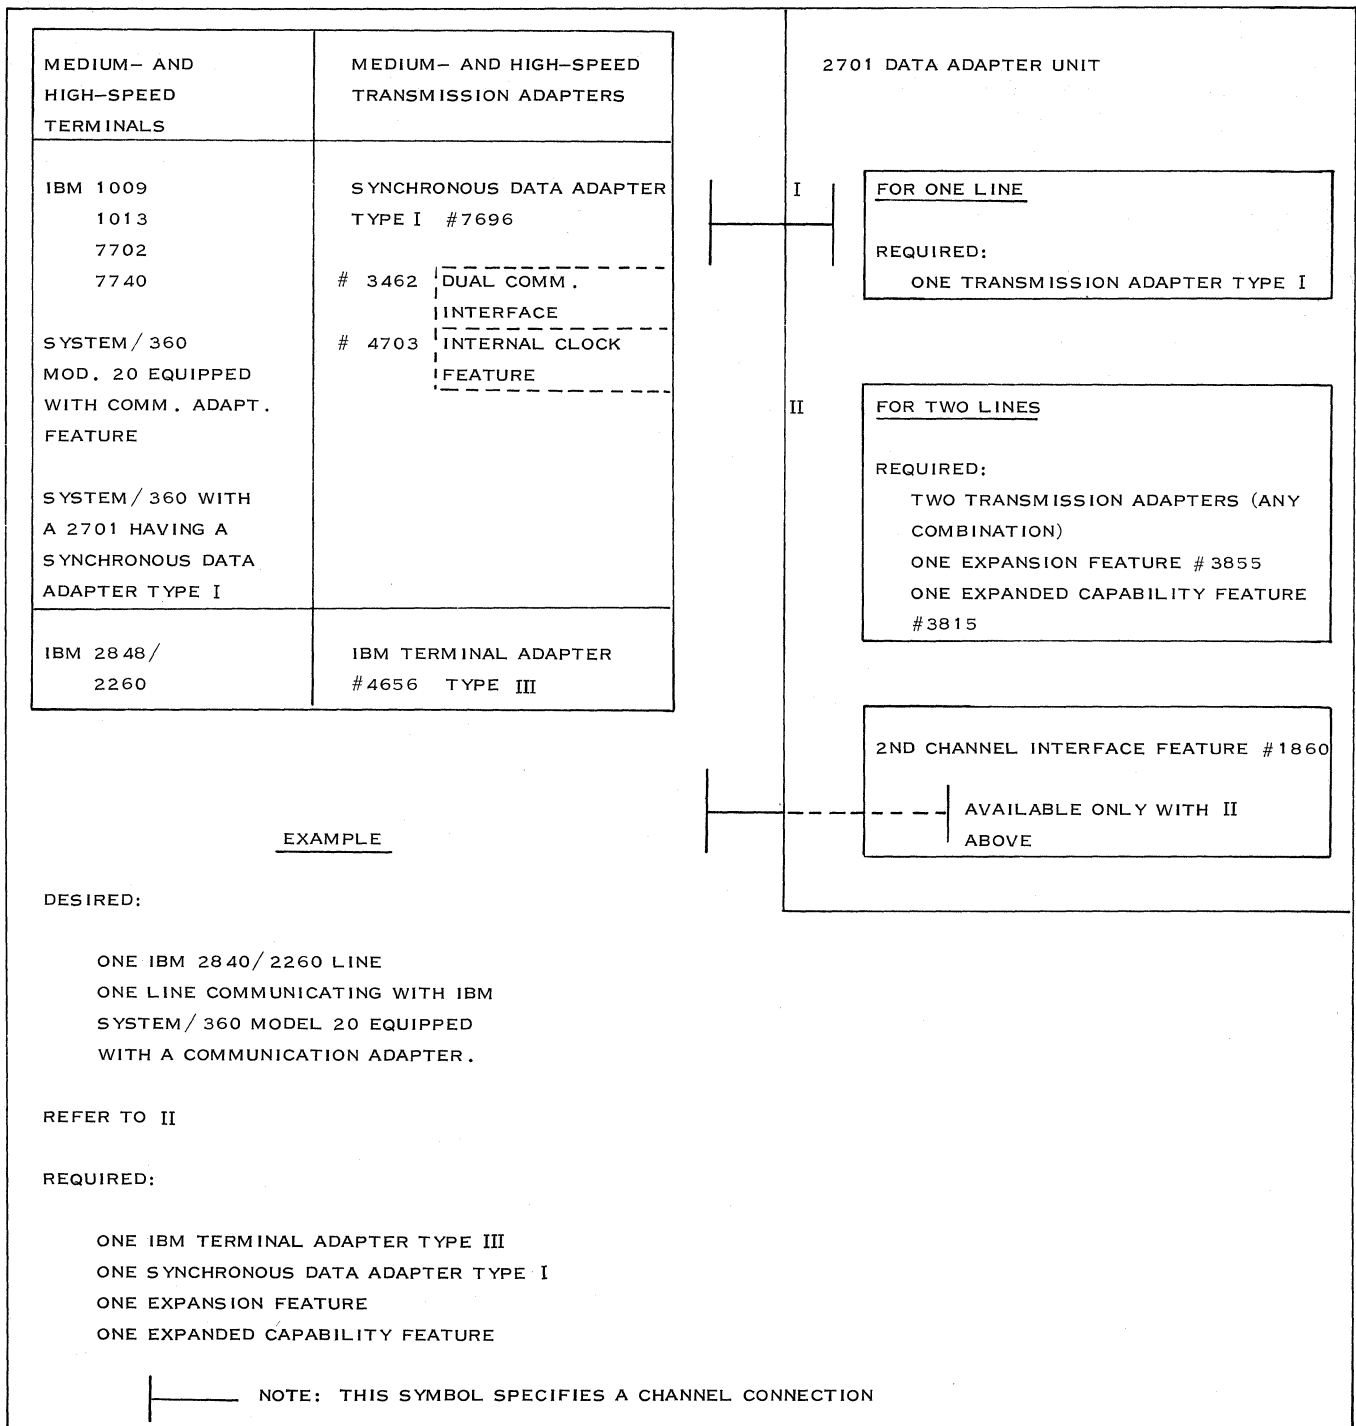 MEDIUM– AND
HIGH–SPEED
TERMINALS
MEDIUM– AND HIGH–SPEED
TRANSMISSION ADAPTERS
IBM 1009
1013
7702
7740
SYSTEM/360
MOD. 20 EQUIPPED
WITH COMM. ADAPT.
FEATURE
SYSTEM/360 WITH
A 2701 HAVING A
SYNCHRONOUS DATA
ADAPTER TYPE I
SYNCHRONOUS DATA ADAPTER
TYPE I #7696
# 3462 DUAL COMM.
INTERFACE
# 4703 INTERNAL CLOCK
FEATURE
IBM 2848/
2260
IBM TERMINAL ADAPTER
#4656 TYPE III
2701 DATA ADAPTER UNIT
I
FOR ONE LINE
REQUIRED:
ONE TRANSMISSION ADAPTER TYPE I
II
FOR TWO LINES
REQUIRED:
TWO TRANSMISSION ADAPTERS (ANY
COMBINATION)
ONE EXPANSION FEATURE #3855
ONE EXPANDED CAPABILITY FEATURE
#3815
2ND CHANNEL INTERFACE FEATURE #1860
AVAILABLE ONLY WITH II
ABOVE
EXAMPLE
DESIRED:
ONE IBM 2840/2260 LINE
ONE LINE COMMUNICATING WITH IBM
SYSTEM/360 MODEL 20 EQUIPPED
WITH A COMMUNICATION ADAPTER.
REFER TO II
REQUIRED:
ONE IBM TERMINAL ADAPTER TYPE III
ONE SYNCHRONOUS DATA ADAPTER TYPE I
ONE EXPANSION FEATURE
ONE EXPANDED CAPABILITY FEATURE
NOTE: THIS SYMBOL SPECIFIES A CHANNEL CONNECTION